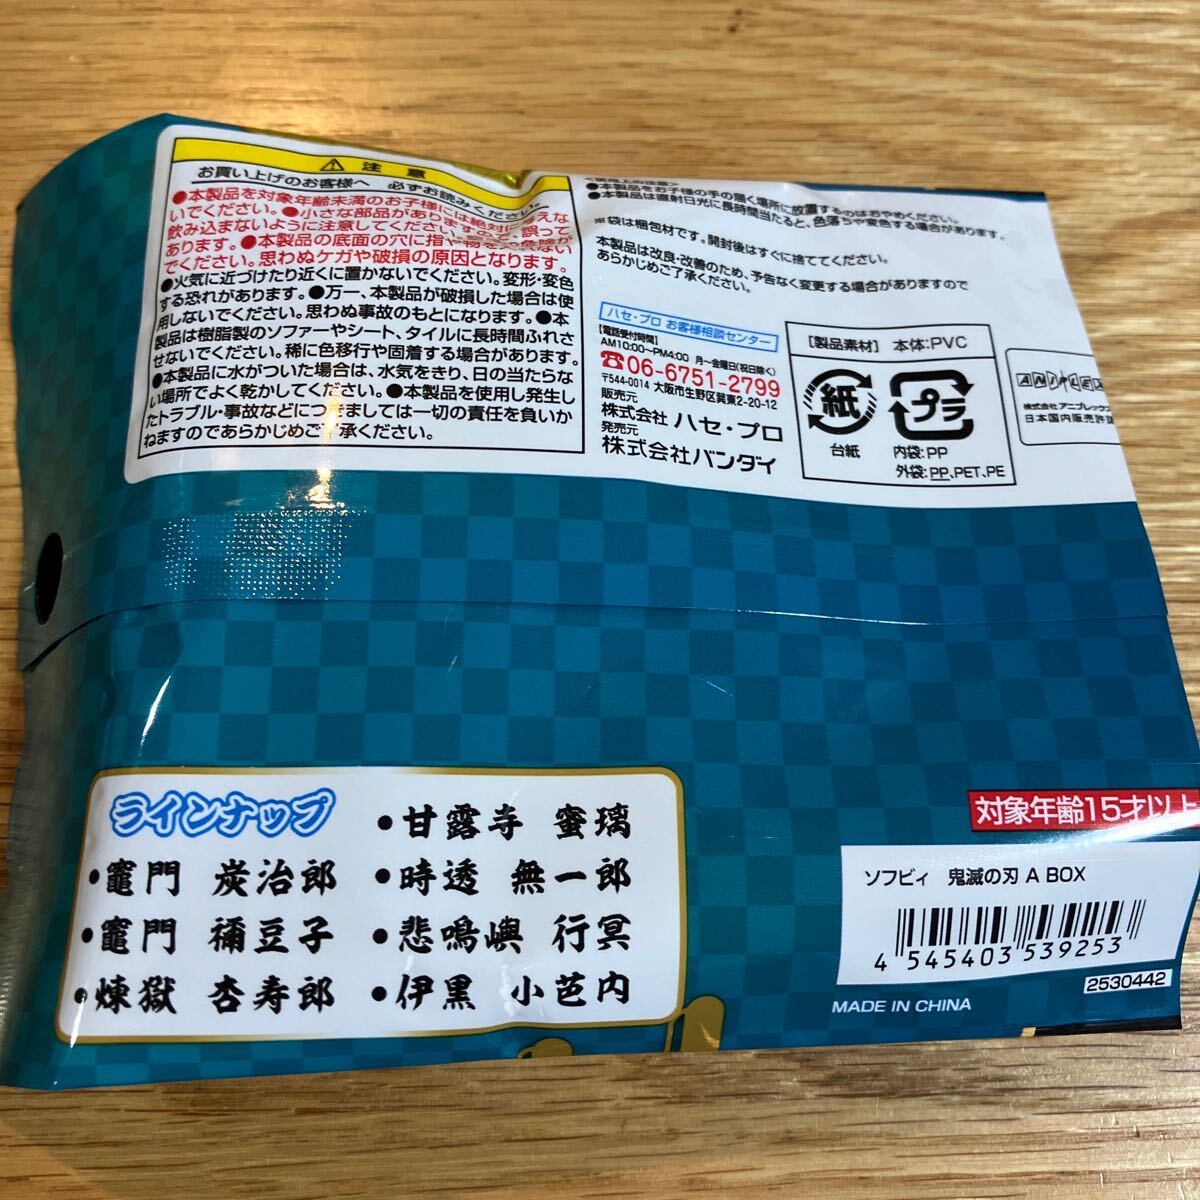 ⚠ 注意
お買い上げのお客様へ 必ずお読みください。
●本製品を対象年齢未満のお子様には絶対に与えな
いでください。●小さな部品がありますので、誤って
飲み込まないように注意してください。
あります。●本製品の底面の穴に指や物を入れない
でください。思わぬケガや破損の原因となります。
●火気に近づけたり近くに置かないでください。変形・変色
する恐れがあります。●万一、本製品が破損した場合は使
用しないでください。思わぬ事故のもとになります。●本
製品は樹脂製のソファーやシート、タイルに長時間ふれさ
せないでください。稀に色移行や固着する場合があります。
●本製品に水がついた場合は、水気をきり、日の当たらな
い場所でよく乾かしてください。●本製品を使用し発生し
たトラブル・事故などにつきましては一切の責任を負いか
ねますのであらかじめご了承ください。
<使用上の注意>
●本製品をお子様の手の届く場所に放置するのはおやめください。
●本製品は直射日光に長時間当たると、色落ちや変色する場合があります。
※袋は梱包材です。開封後はすぐに捨ててください。
本製品は改良・改善のため、予告なく変更する場合がありますので
あらかじめご了承ください。
ハセ・プロ お客様相談センター
【電話受付時間】
AM10:00〜PM4:00 月〜金曜日(祝日除く)
☎06-6751-2799
〒544-0014 大阪市生野区巽東2-20-12
販売元
株式会社 ハセ・プロ
発売元
株式会社バンダイ
[製品素材] 本体:PVC
紙
プラ
台紙
内袋:PP
外袋:PP、PET、PE
ANIPLEX
株式会社アニプレックス
日本国内販売許諾
ラインナップ
●竈門 炭治郎
●竈門 禰豆子
●煉獄 杏寿郎
●甘露寺 蜜璃
●時透 無一郎
●悲鳴嶼 行冥
●伊黒 小芭内
対象年齢15才以上
ソフビィ 鬼滅の刃 A BOX
4 545403 539253
2530442
MADE IN CHINA